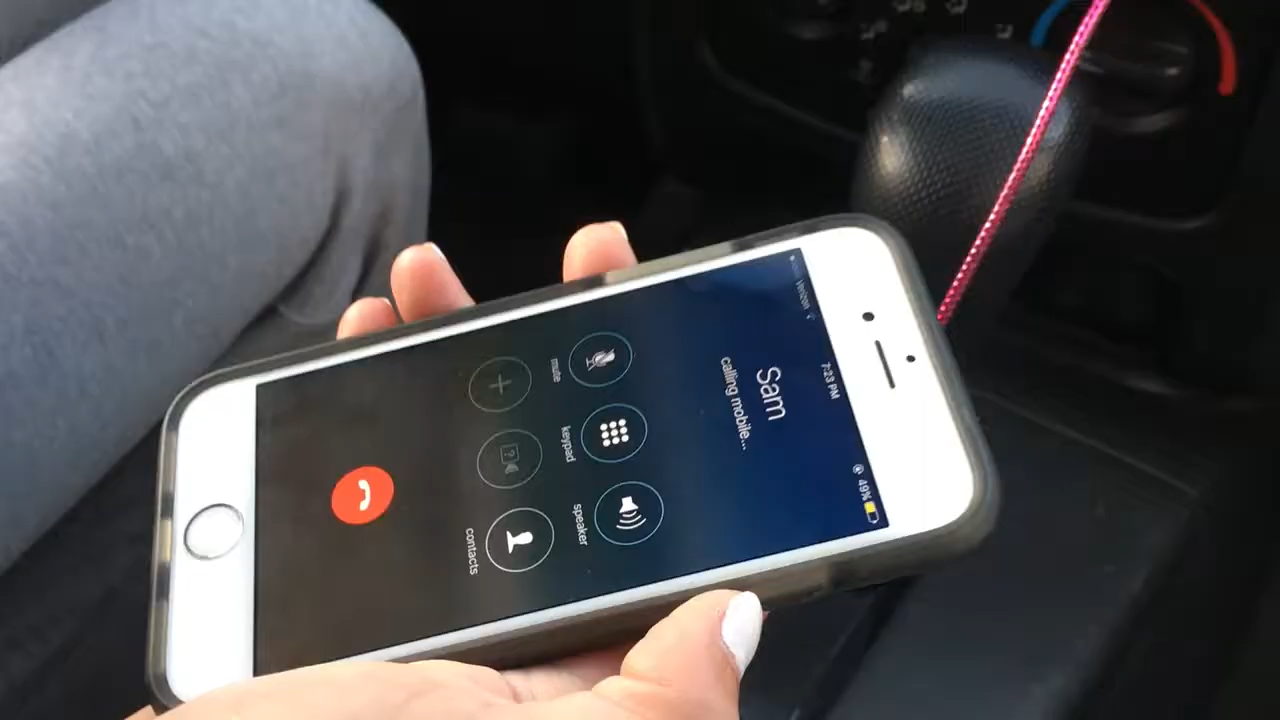 Verizon
7:23 PM
49%
Sam
calling mobile...
mute
keypad
speaker
contacts